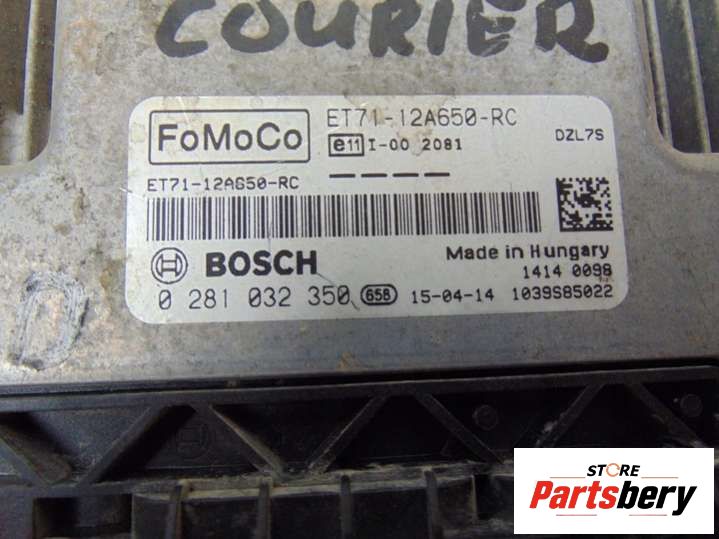 COURIER
FoMoCo ET71-12A650-RC
e11 I-00 2081 DZL7S
ET71-12A650-RC
BOSCH Made in Hungary
1414 0098
0 281 032 350 658 15-04-14 1039S85022
D
STORE
Partsbery